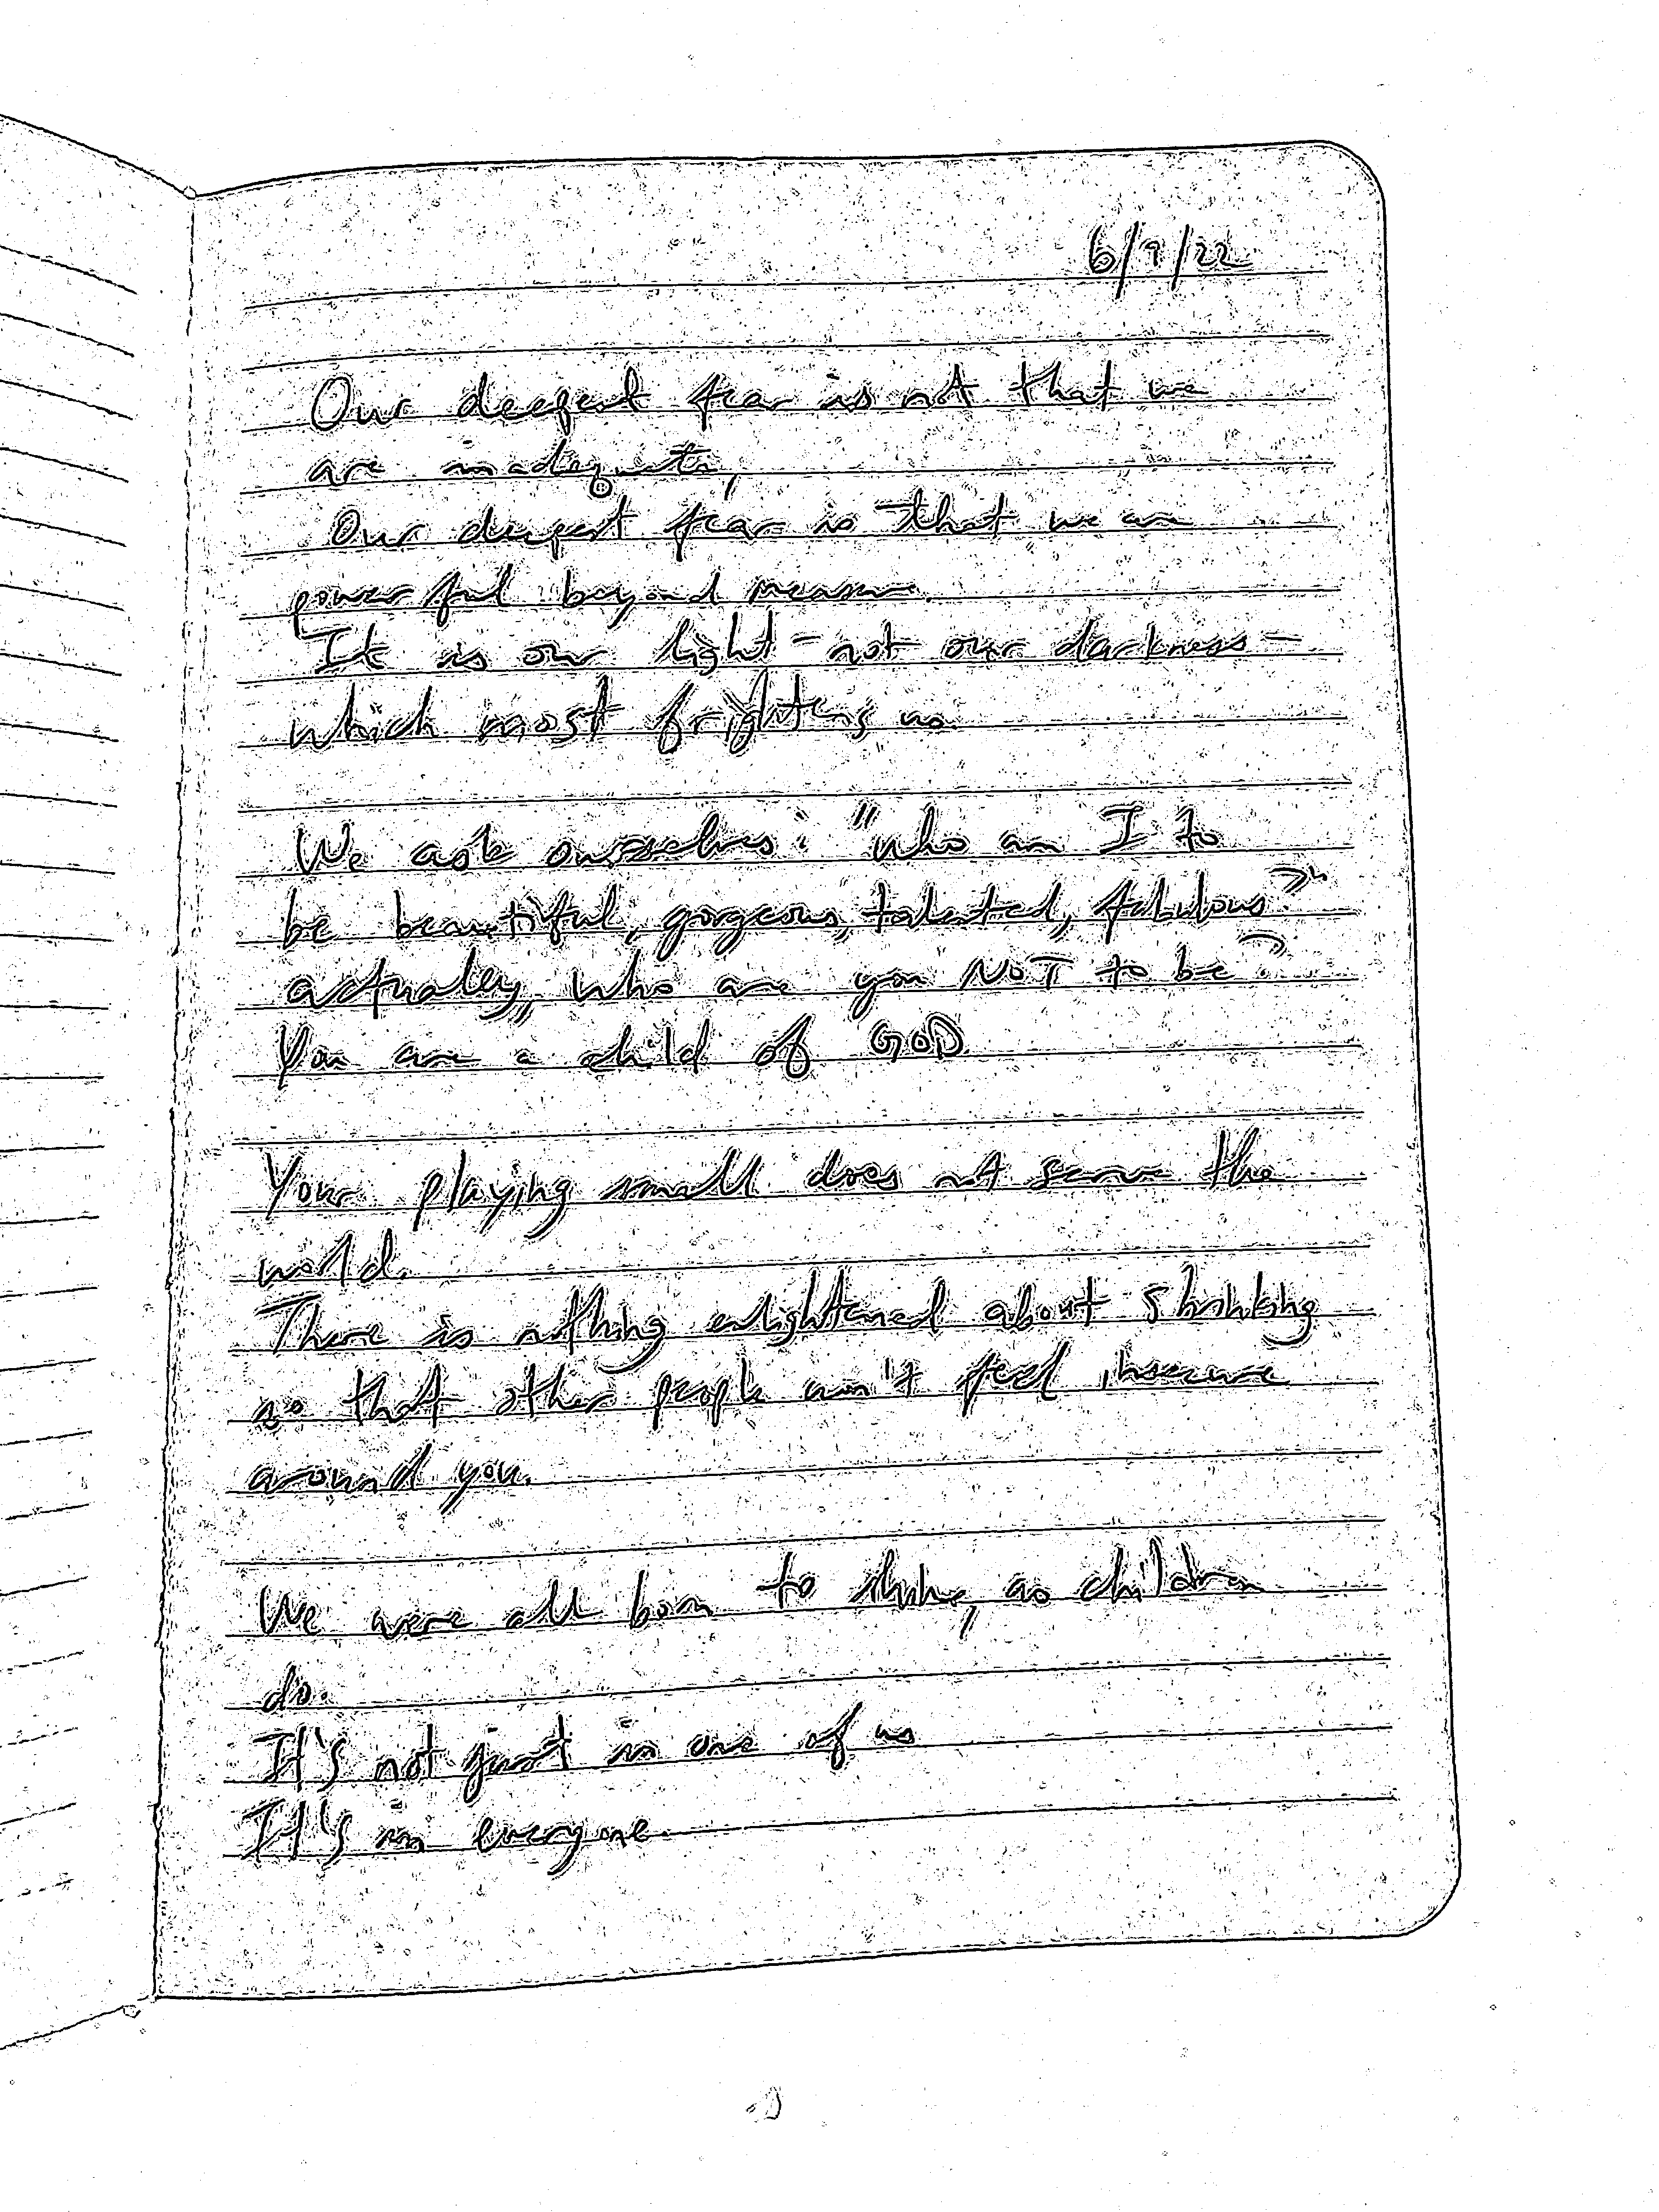 6/9/22
Our deepest fear is not that we
are inadequate,
Our deepest fear is that we are
powerful beyond measure.
It is our light - not our darkness -
which most frightens us.
We ask ourselves: "who am I to
be beautiful, gorgeous, talented, fabulous?"
actually, who are you NOT to be?
You are a child of GOD.
Your playing small does not serve the
world.
There is nothing enlightened about shrinking
so that other people won't feel insecure
around you.
We were all born to shine, as children
do.
It's not just in one of us
It's in everyone.